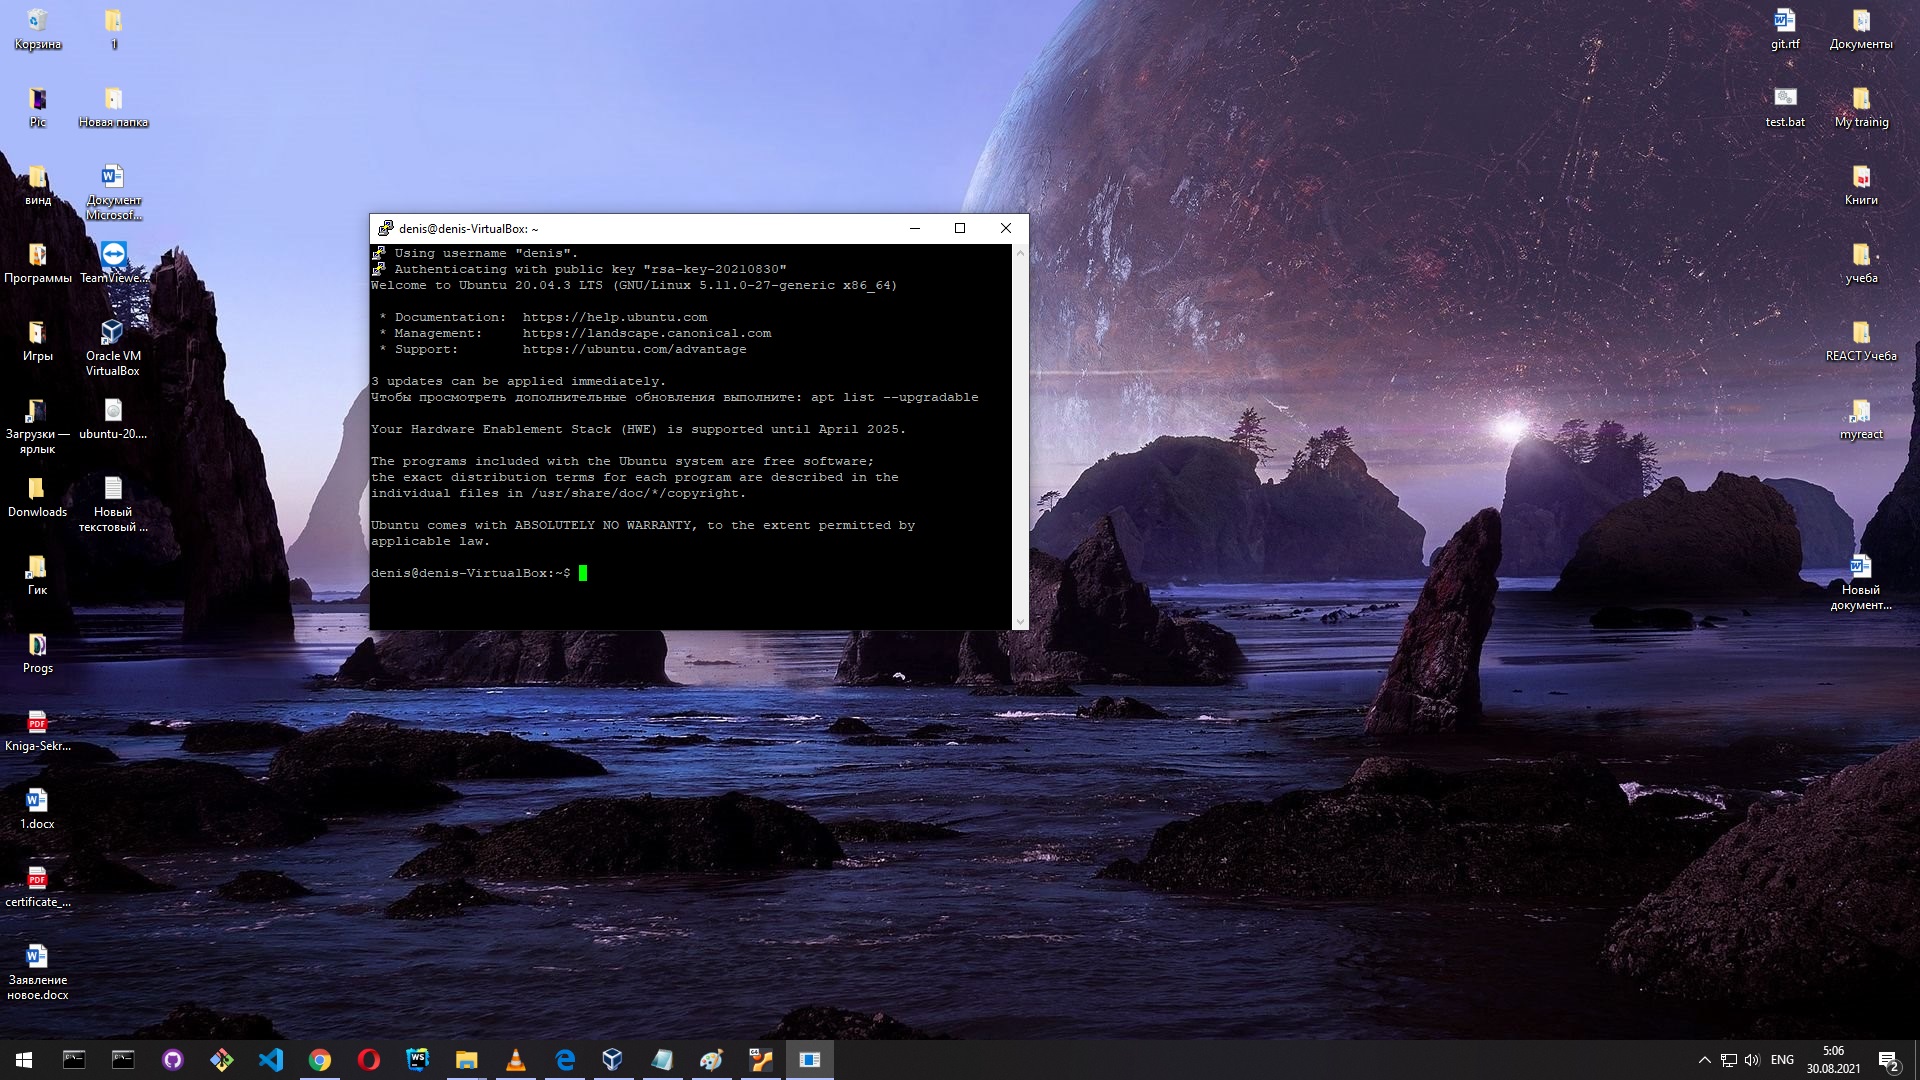 Корзина
1
Pic
Новая папка
винд
Документ
Microsof...
Программы
TeamViewe...
Игры
Oracle VM
VirtualBox
Загрузки —
ярлык
ubuntu-20....
Donwloads
Новый
текстовый ...
Гик
Progs
Kniga-Sekr...
1.docx
certificate_...
Заявление
новое.docx
denis@denis-VirtualBox: ~
Using username "denis".
Authenticating with public key "rsa-key-20210830"
Welcome to Ubuntu 20.04.3 LTS (GNU/Linux 5.11.0-27-generic x86_64)
* Documentation:  https://help.ubuntu.com
* Management:     https://landscape.canonical.com
* Support:        https://ubuntu.com/advantage
3 updates can be applied immediately.
Чтобы просмотреть дополнительные обновления выполните: apt list --upgradable
Your Hardware Enablement Stack (HWE) is supported until April 2025.
The programs included with the Ubuntu system are free software;
the exact distribution terms for each program are described in the
individual files in /usr/share/doc/*/copyright.
Ubuntu comes with ABSOLUTELY NO WARRANTY, to the extent permitted by
applicable law.
denis@denis-VirtualBox:~$
git.rtf
Документы
test.bat
My trainig
Книги
учеба
REACT Учеба
myreact
Новый
документ...
ENG
5:06
30.08.2021
2